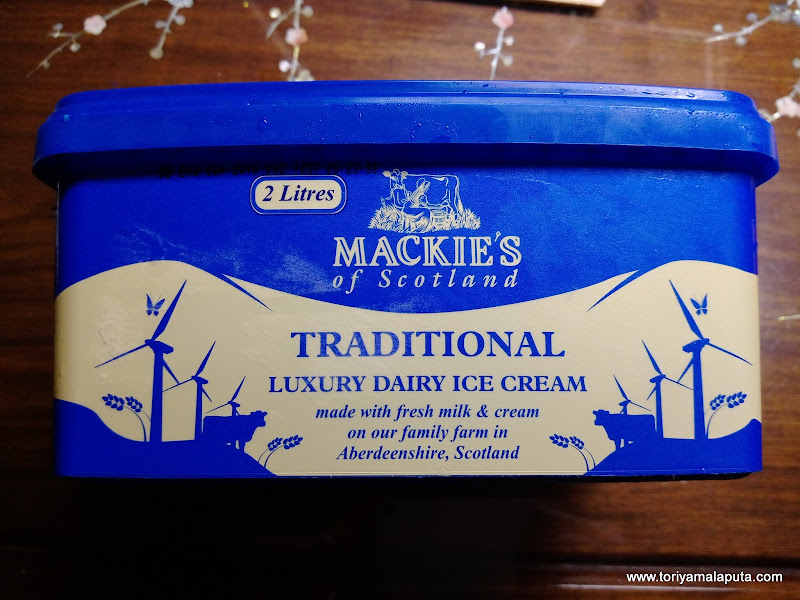 2 Litres
MACKIE'S
of Scotland
TRADITIONAL
LUXURY DAIRY ICE CREAM
made with fresh milk & cream
on our family farm in
Aberdeenshire, Scotland
www.toriyamalaputa.com